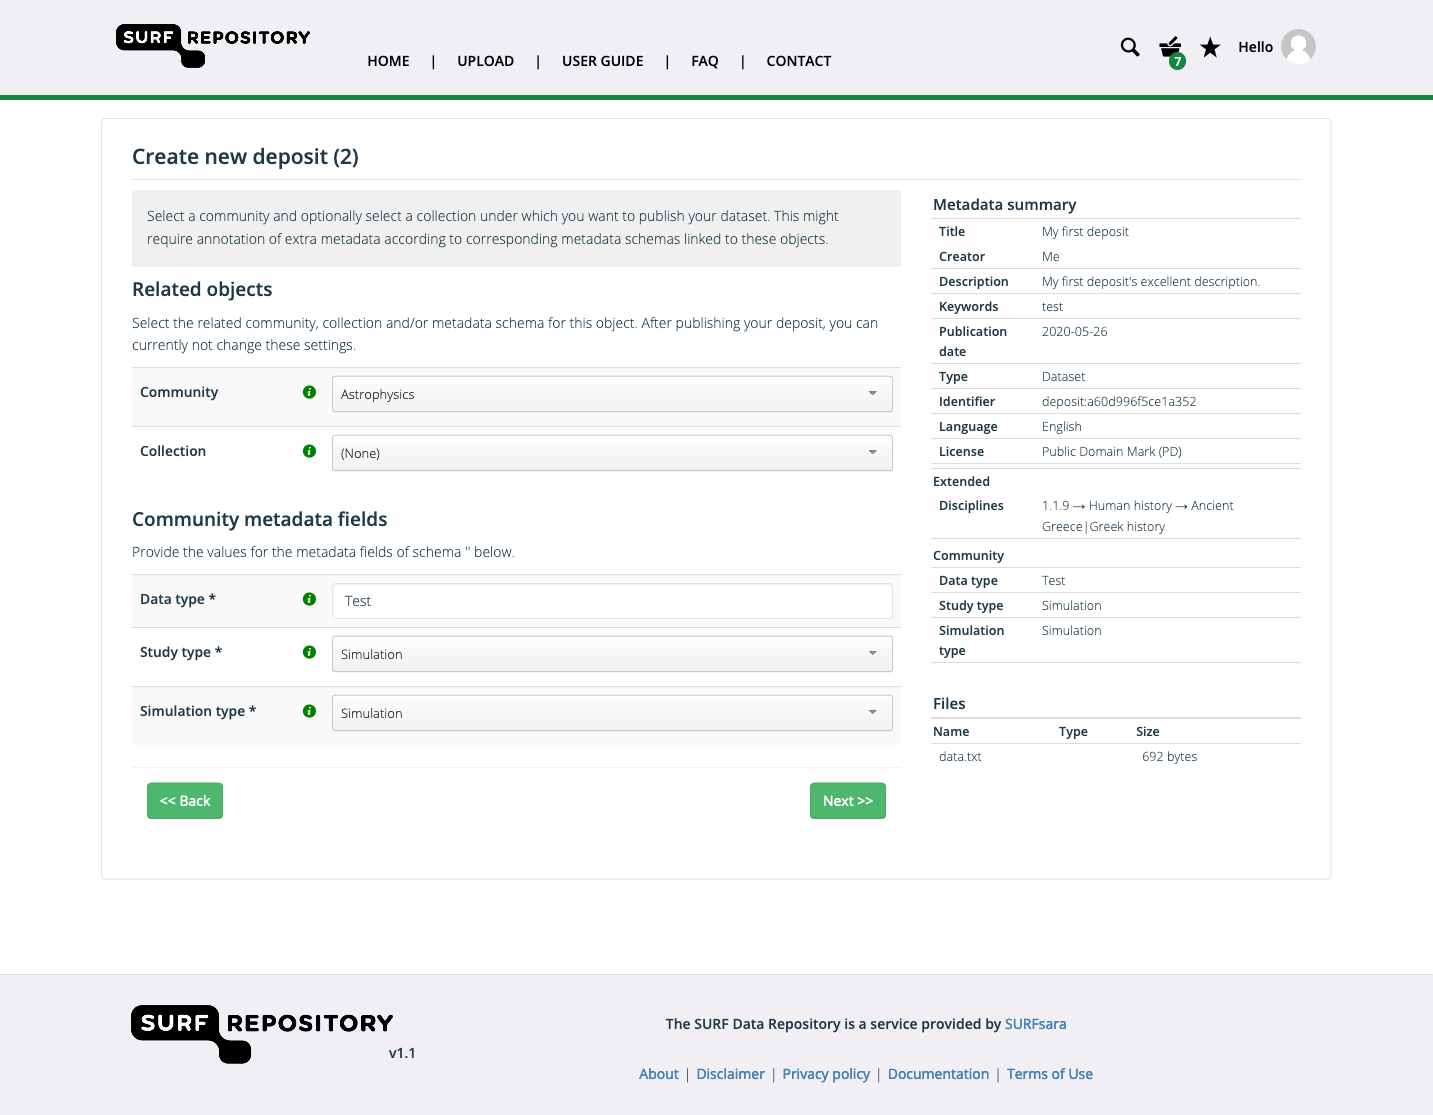 SURF REPOSITORY
HOME | UPLOAD | USER GUIDE | FAQ | CONTACT
7
Hello
Create new deposit (2)
Select a community and optionally select a collection under which you want to publish your dataset. This might
require annotation of extra metadata according to corresponding metadata schemas linked to these objects.
Related objects
Select the related community, collection and/or metadata schema for this object. After publishing your deposit, you can
currently not change these settings.
Community Astrophysics
Collection (None)
Community metadata fields
Provide the values for the metadata fields of schema '' below.
Data type * Test
Study type * Simulation
Simulation type * Simulation
<< Back Next >>
Metadata summary
Title My first deposit
Creator Me
Description My first deposit's excellent description.
Keywords test
Publication 2020-05-26
date
Type Dataset
Identifier deposit:a60d996f5ce1a352
Language English
License Public Domain Mark (PD)
Extended
Disciplines 1.1.9 → Human history → Ancient
Greece|Greek history
Community
Data type Test
Study type Simulation
Simulation Simulation
type
Files
Name Type Size
data.txt 692 bytes
SURF REPOSITORY
v1.1
The SURF Data Repository is a service provided by SURFsara
About | Disclaimer | Privacy policy | Documentation | Terms of Use